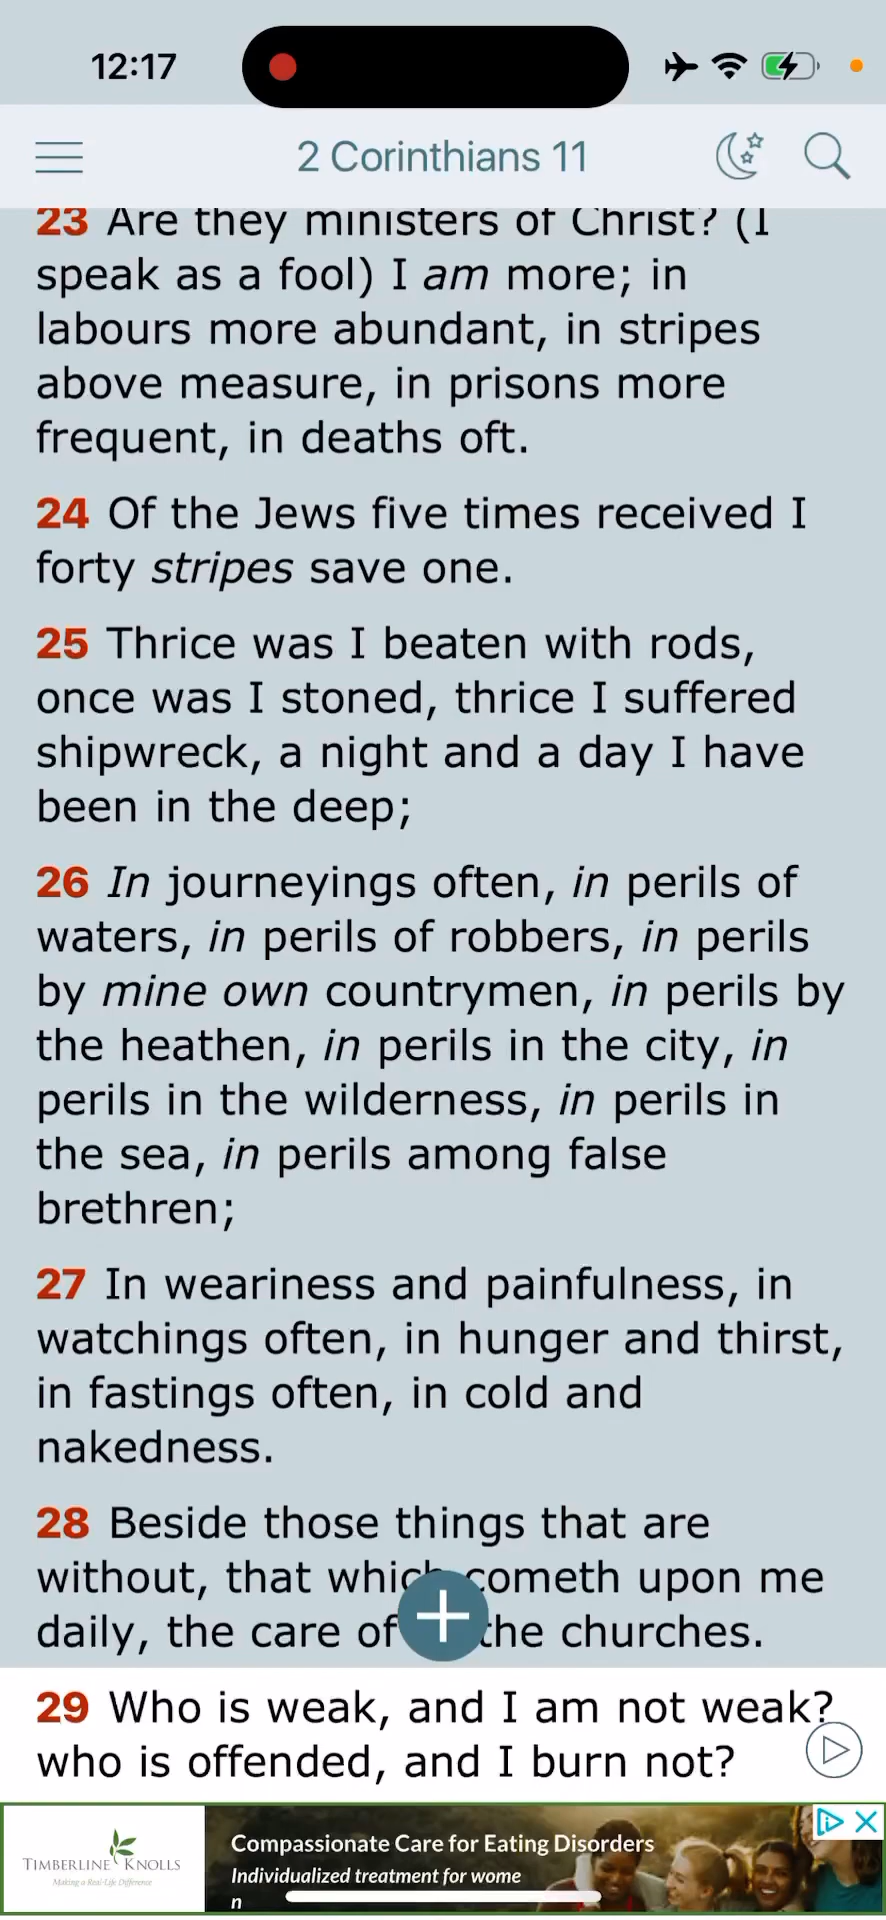 12:17
2 Corinthians 11
23 Are they ministers of Christ? (I
speak as a fool) I am more; in
labours more abundant, in stripes
above measure, in prisons more
frequent, in deaths oft.
24 Of the Jews five times received I
forty stripes save one.
25 Thrice was I beaten with rods,
once was I stoned, thrice I suffered
shipwreck, a night and a day I have
been in the deep;
26 In journeyings often, in perils of
waters, in perils of robbers, in perils
by mine own countrymen, in perils by
the heathen, in perils in the city, in
perils in the wilderness, in perils in
the sea, in perils among false
brethren;
27 In weariness and painfulness, in
watchings often, in hunger and thirst,
in fastings often, in cold and
nakedness.
28 Beside those things that are
without, that which cometh upon me
daily, the care of the churches.
29 Who is weak, and I am not weak?
who is offended, and I burn not?
TIMBERLINE KNOLLS
Making a Real-Life Difference
Compassionate Care for Eating Disorders
Individualized treatment for wome
n